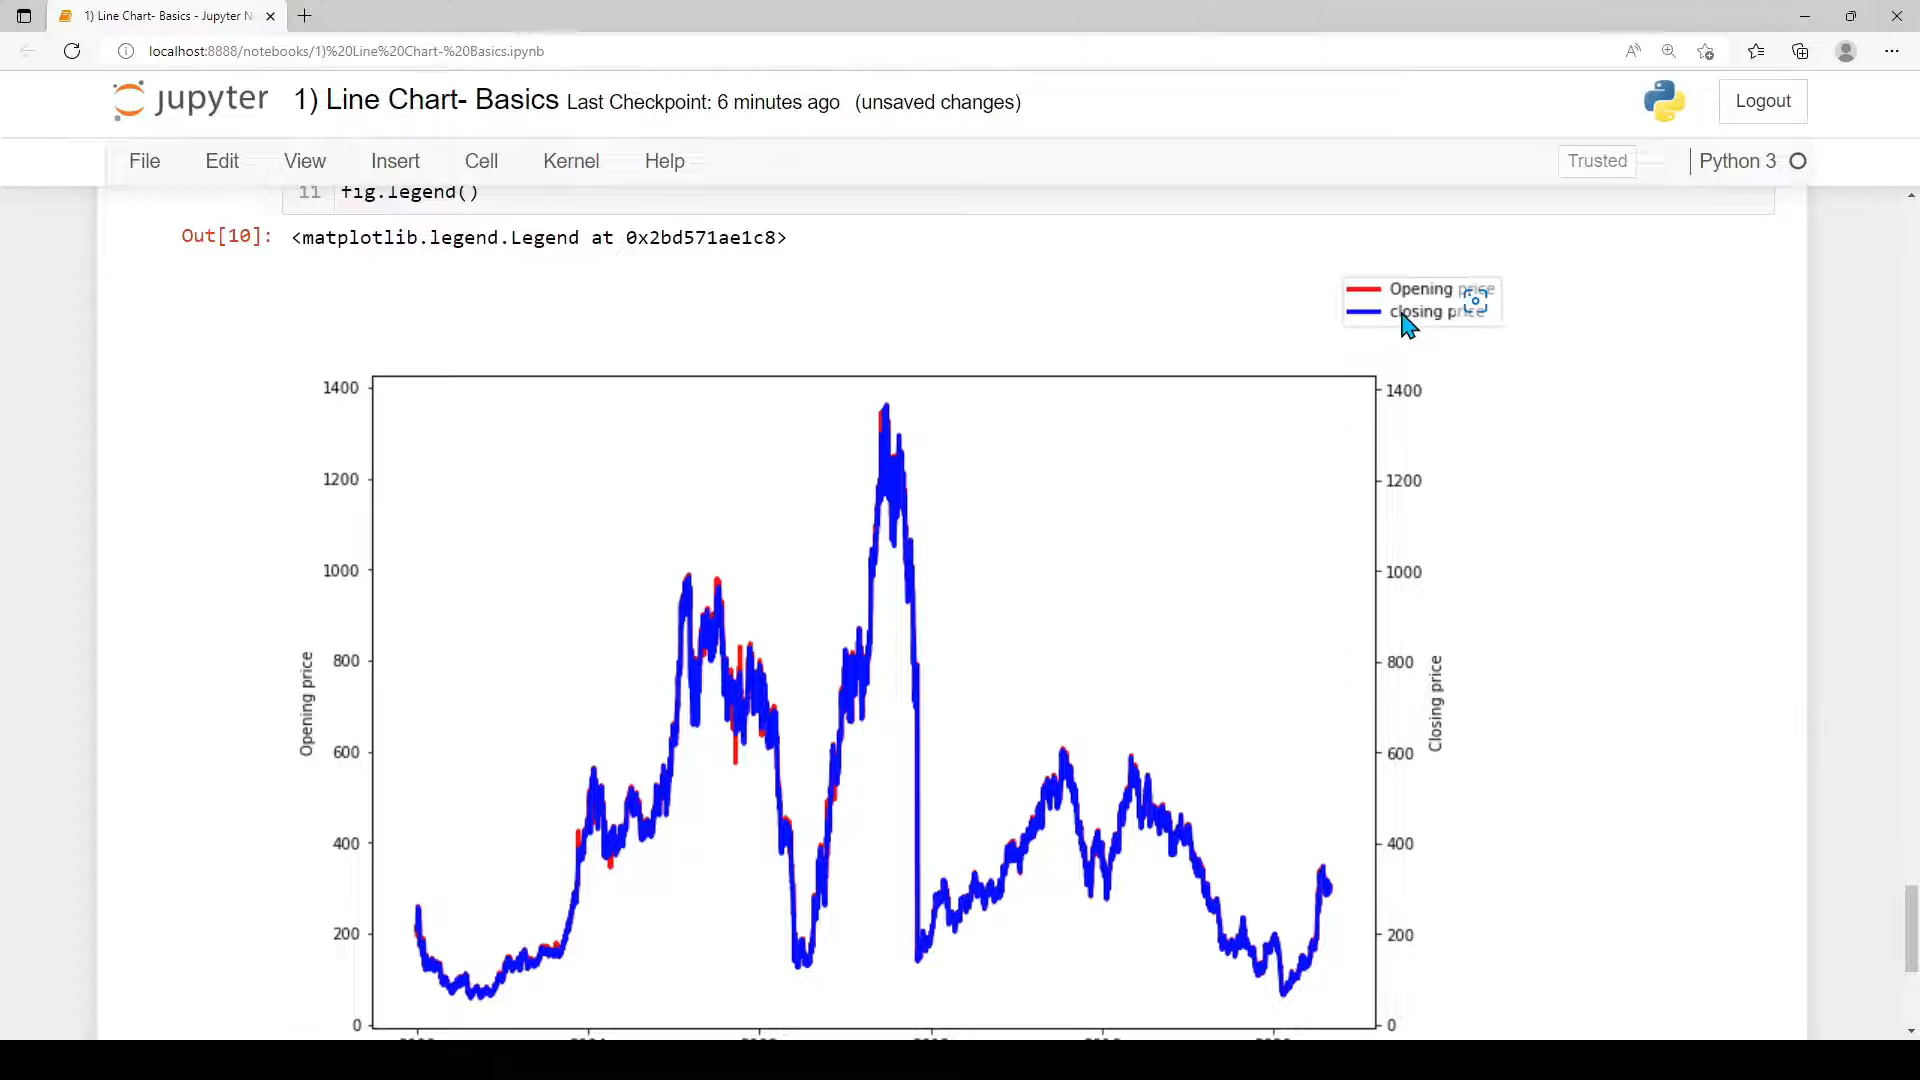 1) Line Chart- Basics - Jupyter N
localhost:8888/notebooks/1)%20Line%20Chart-%20Basics.ipynb
jupyter 1) Line Chart- Basics Last Checkpoint: 6 minutes ago (unsaved changes)
Logout
File Edit View Insert Cell Kernel Help
Trusted Python 3
11 fig.legend()
Out[10]: <matplotlib.legend.Legend at 0x2bd571ae1c8>
Opening price
closing price
1400
1200
1000
800
600
400
200
0
Opening price
1400
1200
1000
800
600
400
200
0
Closing price